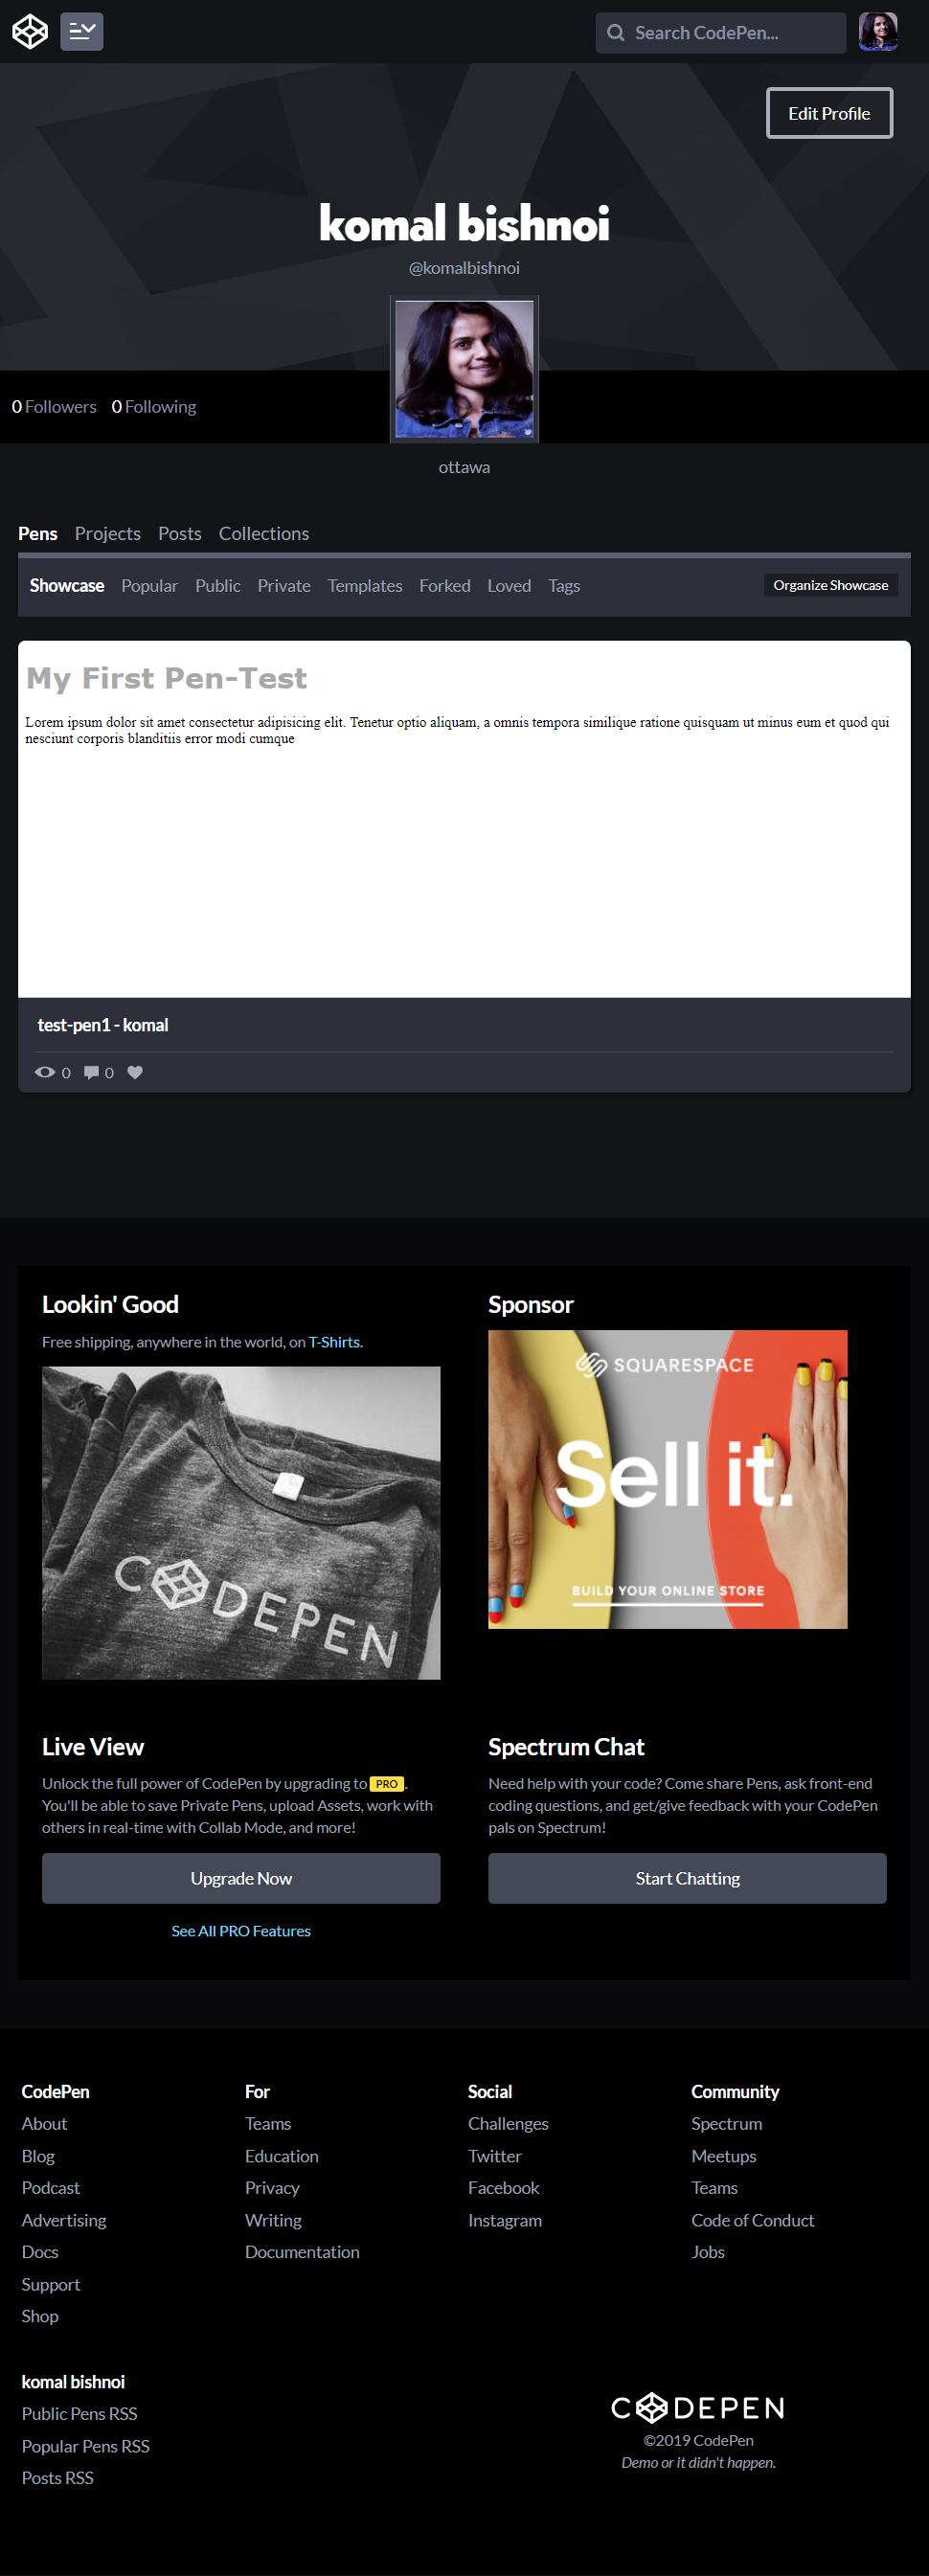 Search CodePen...
Edit Profile
komal bishnoi
@komalbishnoi
0 Followers 0 Following
ottawa
Pens Projects Posts Collections
Showcase Popular Public Private Templates Forked Loved Tags Organize Showcase
My First Pen-Test
Lorem ipsum dolor sit amet consectetur adipisicing elit. Tenetur optio aliquam, a omnis tempora similique ratione quisquam ut minus eum et quod qui
nesciunt corporis blanditiis error modi cumque
test-pen1 - komal
0 0
Lookin' Good
Free shipping, anywhere in the world, on T-Shirts.
CODEPEN
Sponsor
SQUARESPACE
Sell it.
BUILD YOUR ONLINE STORE
Live View
Unlock the full power of CodePen by upgrading to PRO.
You'll be able to save Private Pens, upload Assets, work with
others in real-time with Collab Mode, and more!
Upgrade Now
See All PRO Features
Spectrum Chat
Need help with your code? Come share Pens, ask front-end
coding questions, and get/give feedback with your CodePen
pals on Spectrum!
Start Chatting
CodePen
About
Blog
Podcast
Advertising
Docs
Support
Shop
For
Teams
Education
Privacy
Writing
Documentation
Social
Challenges
Twitter
Facebook
Instagram
Community
Spectrum
Meetups
Teams
Code of Conduct
Jobs
komal bishnoi
Public Pens RSS
Popular Pens RSS
Posts RSS
CODEPEN
©2019 CodePen
Demo or it didn't happen.